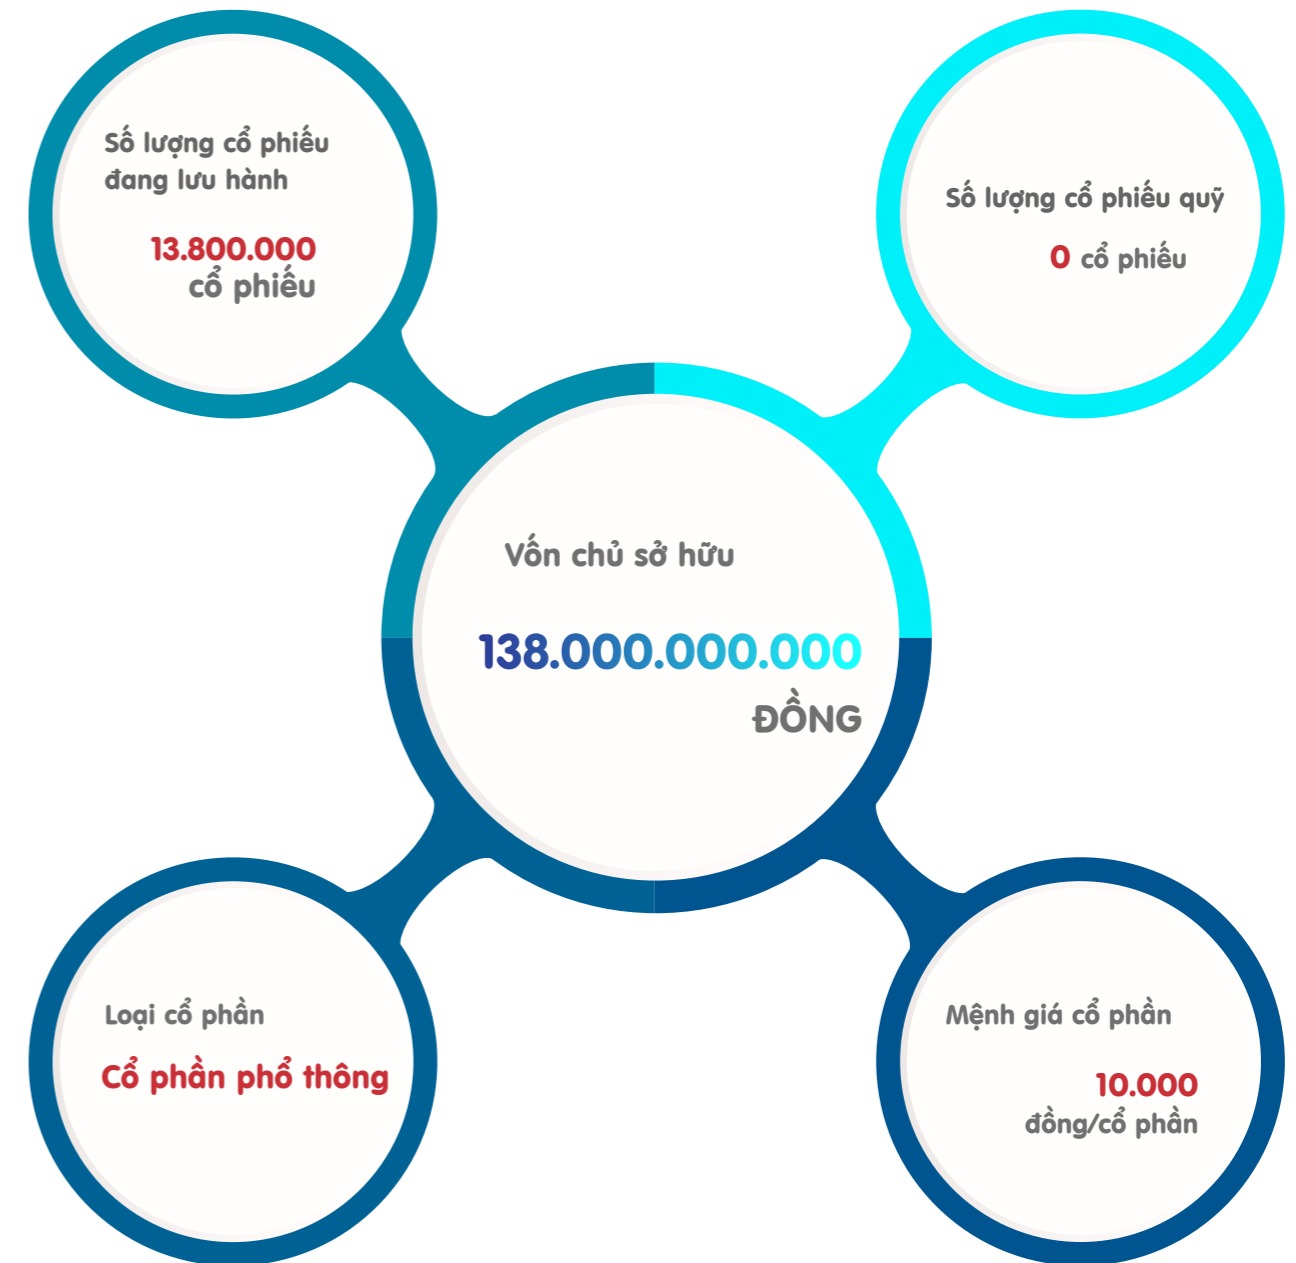 Số lượng cổ phiếu
đang lưu hành
13.800.000
cổ phiếu
Số lượng cổ phiếu quỹ
0 cổ phiếu
Vốn chủ sở hữu
138.000.000.000
ĐỒNG
Loại cổ phần
Cổ phần phổ thông
Mệnh giá cổ phần
10.000
đồng/cổ phần